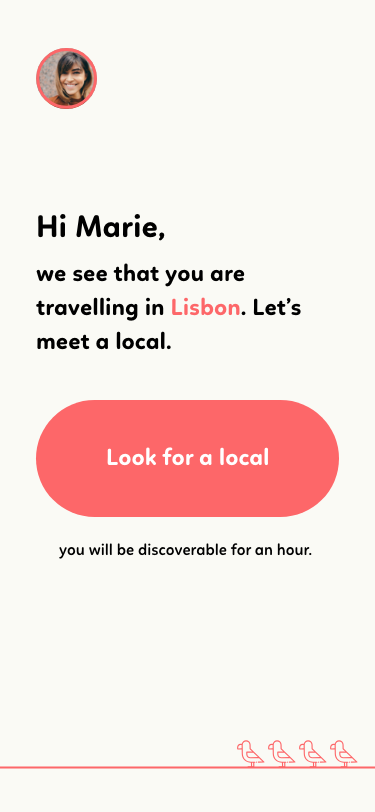 Hi Marie,
we see that you are
travelling in Lisbon. Let’s
meet a local.
Look for a local
you will be discoverable for an hour.